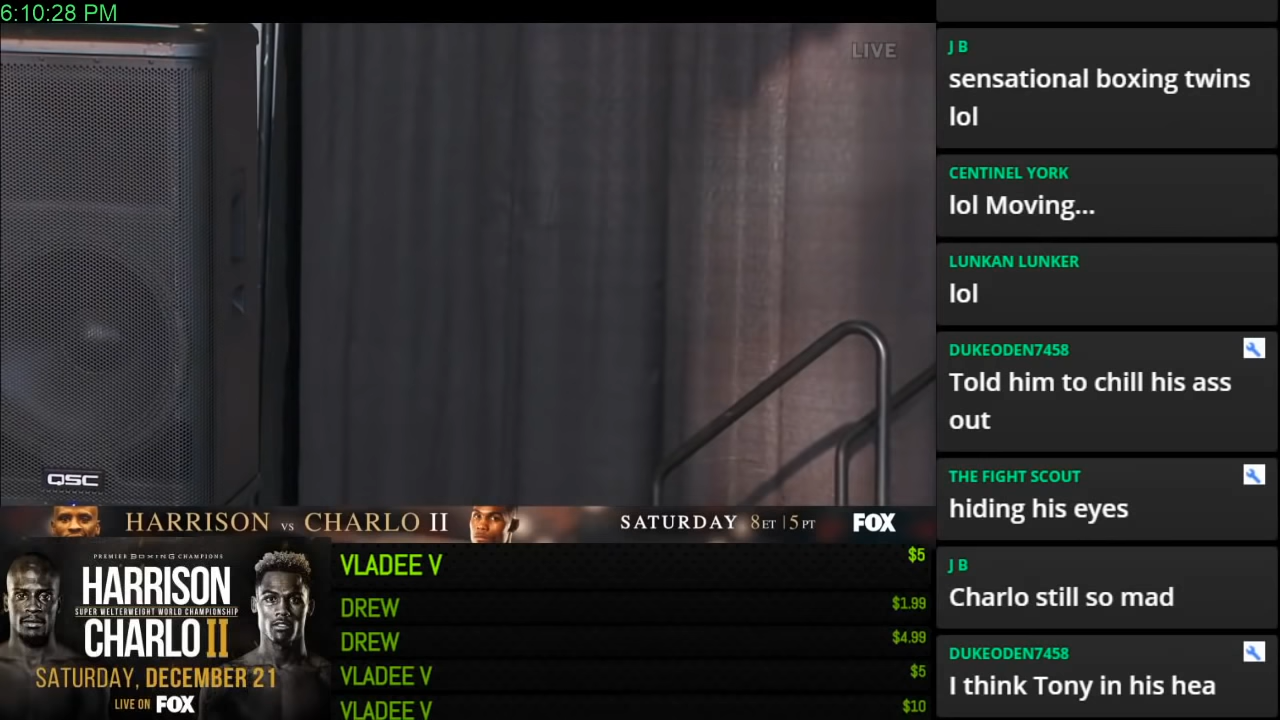 6:10:28 PM
LIVE
QSC
HARRISON VS CHARLO II
SATURDAY 8ET | 5PT
FOX
PREMIER BOXING CHAMPIONS
HARRISON
SUPER WELTERWEIGHT WORLD CHAMPIONSHIP
CHARLO II
SATURDAY, DECEMBER 21
LIVE ON FOX
VLADEE V $5
DREW $1.99
DREW $4.99
VLADEE V $5
VLADEE V $10
J B
sensational boxing twins
lol
CENTINEL YORK
lol Moving...
LUNKAN LUNKER
lol
DUKEODEN7458
Told him to chill his ass
out
THE FIGHT SCOUT
hiding his eyes
J B
Charlo still so mad
DUKEODEN7458
I think Tony in his hea